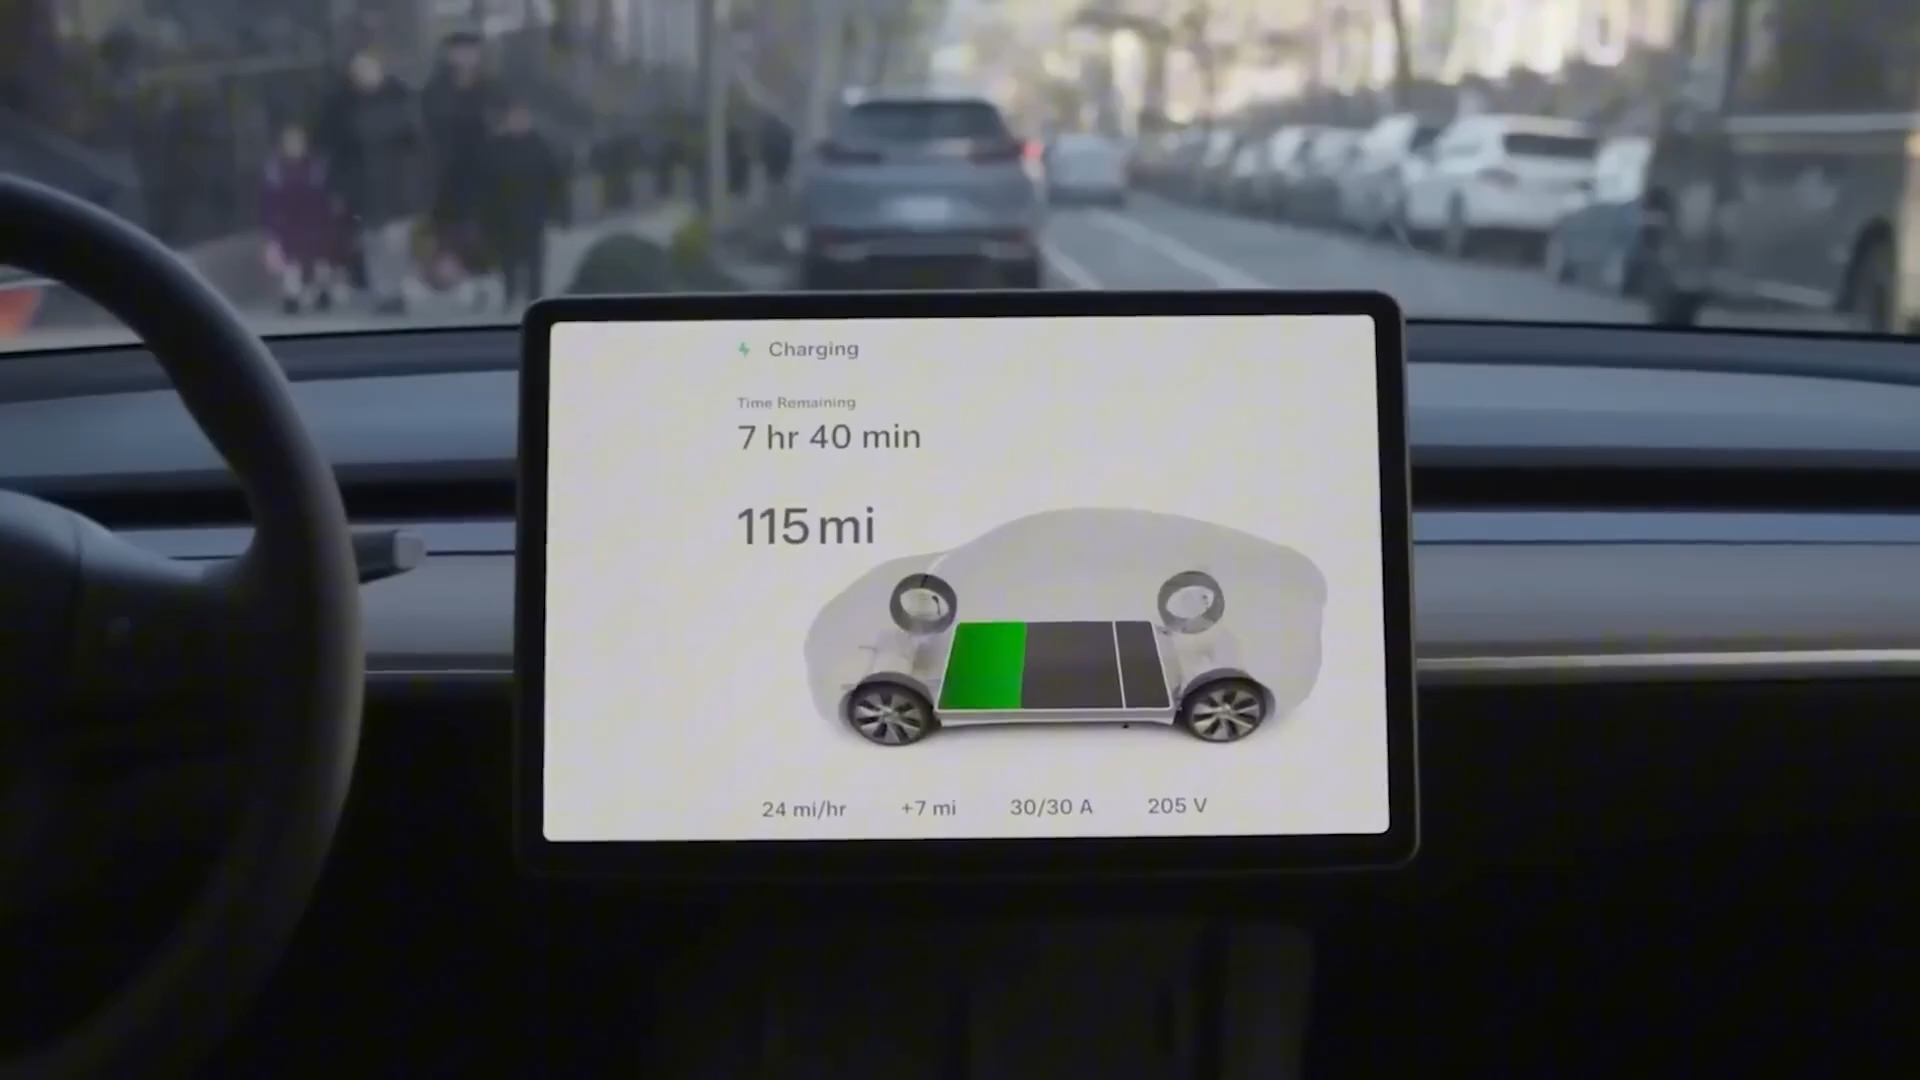 Charging
Time Remaining
7 hr 40 min
115 mi
24 mi/hr +7 mi 30/30 A 205 V